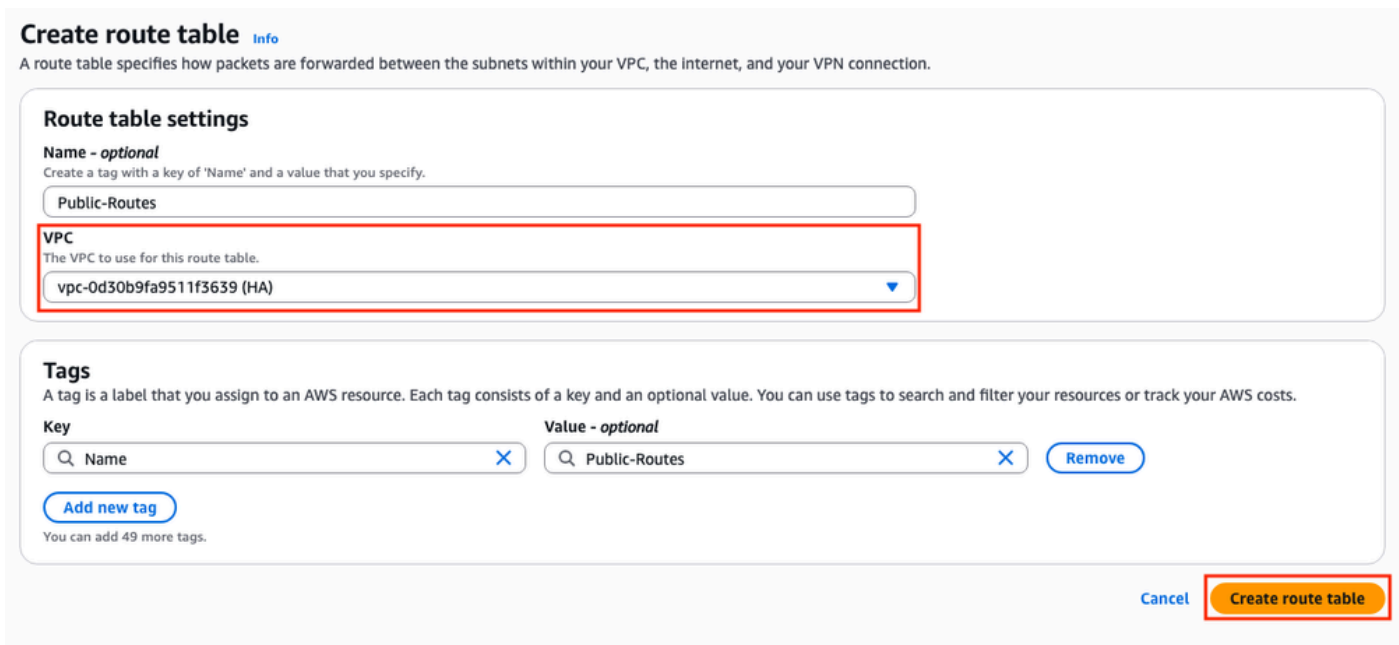 Create route table Info
A route table specifies how packets are forwarded between the subnets within your VPC, the internet, and your VPN connection.
Route table settings
Name - optional
Create a tag with a key of 'Name' and a value that you specify.
Public-Routes
VPC
The VPC to use for this route table.
vpc-0d30b9fa9511f3639 (HA)
Tags
A tag is a label that you assign to an AWS resource. Each tag consists of a key and an optional value. You can use tags to search and filter your resources or track your AWS costs.
Key Value - optional
Name Public-Routes Remove
Add new tag
You can add 49 more tags.
Cancel Create route table